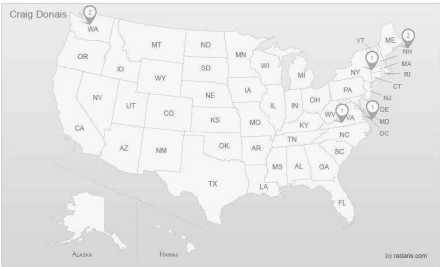 Craig Donais
2
WA
OR
CA
NV
ID
MT
WY
UT
AZ
CO
NM
ND
SD
NE
KS
OK
TX
MN
IA
MO
AR
LA
WI
IL
MS
MI
IN
OH
KY
TN
AL
GA
FL
SC
NC
WV
1
VA
PA
NY
1
VT
ME
2
NH
MA
RI
CT
NJ
DE
1
MD
DC
ALASKA
HAWAII
by radaris.com